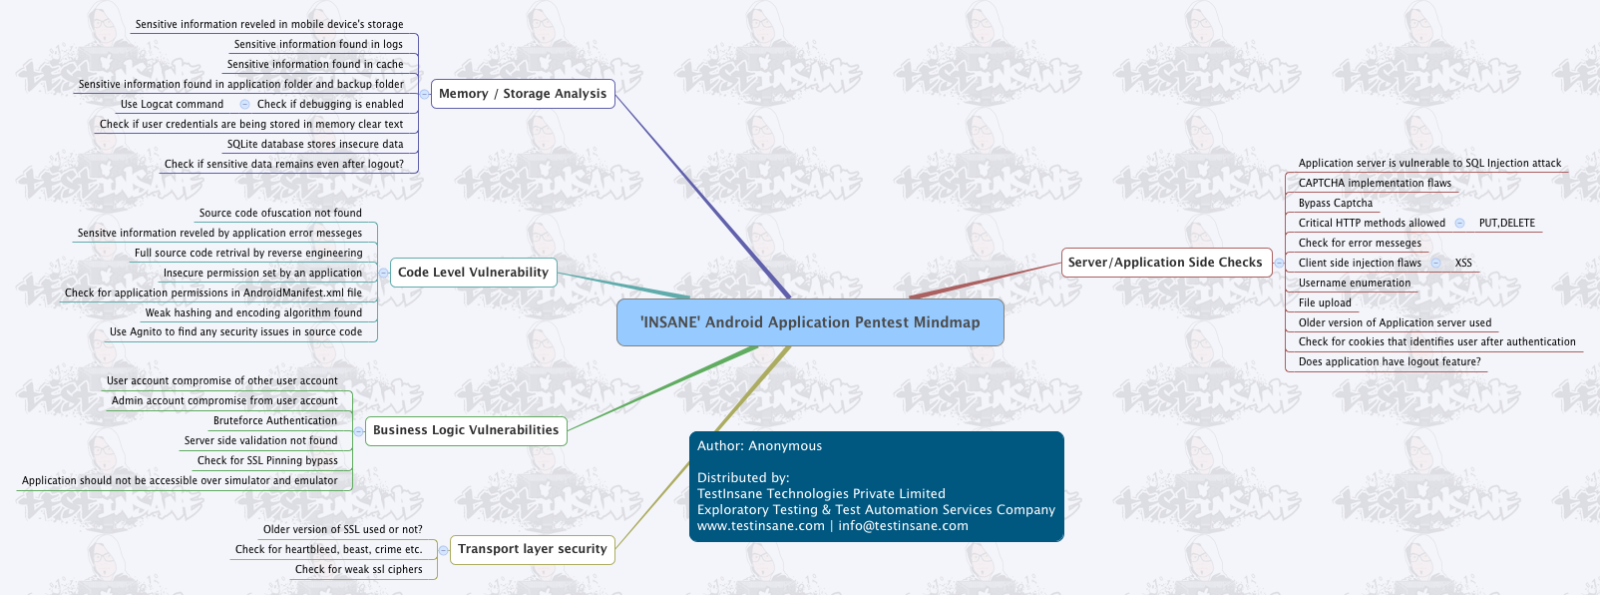 Sensitive information reveled in mobile device's storage
Sensitive information found in logs
Sensitive information found in cache
Sensitive information found in application folder and backup folder
Use Logcat command Check if debugging is enabled
Check if user credentials are being stored in memory clear text
SQLite database stores insecure data
Check if sensitive data remains even after logout?
Memory / Storage Analysis
Source code ofuscation not found
Sensitve information reveled by application error messeges
Full source code retrival by reverse engineering
Insecure permission set by an application
Check for application permissions in AndroidManifest.xml file
Weak hashing and encoding algorithm found
Use Agnito to find any security issues in source code
Code Level Vulnerability
User account compromise of other user account
Admin account compromise from user account
Bruteforce Authentication
Server side validation not found
Check for SSL Pinning bypass
Application should not be accessible over simulator and emulator
Business Logic Vulnerabilities
Older version of SSL used or not?
Check for heartbleed, beast, crime etc.
Check for weak ssl ciphers
Transport layer security
'INSANE' Android Application Pentest Mindmap
Author: Anonymous
Distributed by:
TestInsane Technologies Private Limited
Exploratory Testing & Test Automation Services Company
www.testinsane.com | info@testinsane.com
Server/Application Side Checks
Application server is vulnerable to SQL Injection attack
CAPTCHA implementation flaws
Bypass Captcha
Critical HTTP methods allowed PUT,DELETE
Check for error messeges
Client side injection flaws XSS
Username enumeration
File upload
Older version of Application server used
Check for cookies that identifies user after authentication
Does application have logout feature?
TEST INSANE